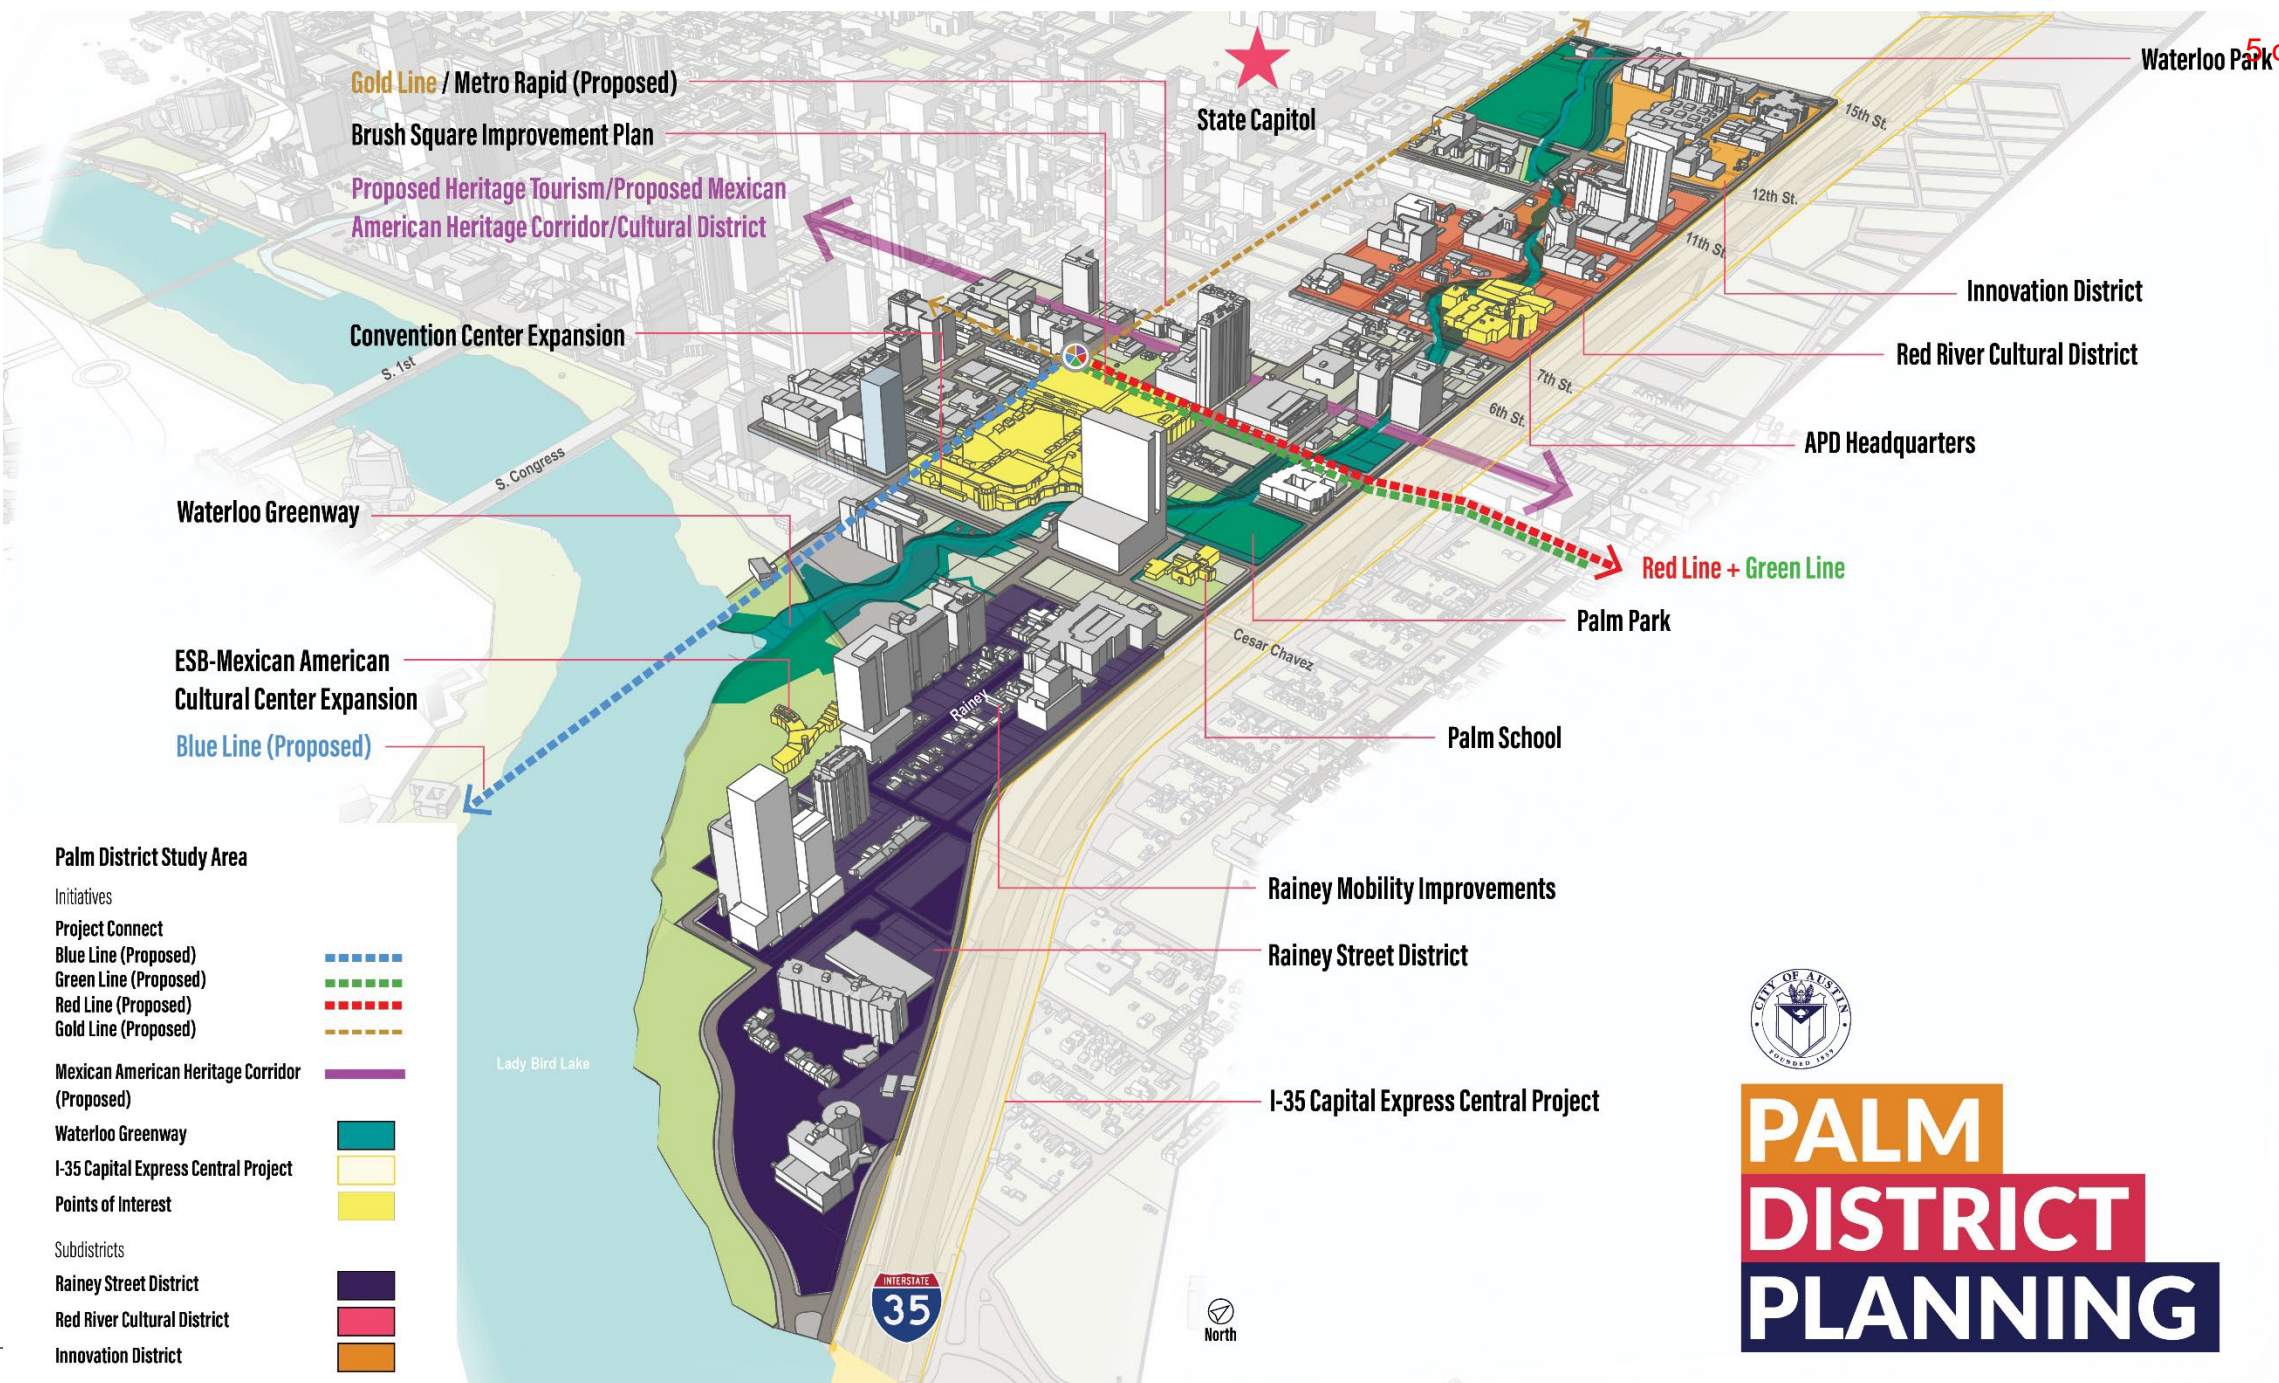 Gold Line / Metro Rapid (Proposed)
Brush Square Improvement Plan
Proposed Heritage Tourism/Proposed Mexican
American Heritage Corridor/Cultural District
Convention Center Expansion
State Capitol
Waterloo Park
5
15th St.
12th St.
11th St.
Innovation District
Red River Cultural District
7th St.
6th St.
APD Headquarters
S. 1st
S. Congress
Waterloo Greenway
Red Line + Green Line
Palm Park
Cesar Chavez
ESB-Mexican American
Cultural Center Expansion
Blue Line (Proposed)
Rainey
Palm School
Rainey Mobility Improvements
Rainey Street District
Lady Bird Lake
I-35 Capital Express Central Project
INTERSTATE
35
North
Palm District Study Area
Initiatives
Project Connect
Blue Line (Proposed)
Green Line (Proposed)
Red Line (Proposed)
Gold Line (Proposed)
Mexican American Heritage Corridor
(Proposed)
Waterloo Greenway
I-35 Capital Express Central Project
Points of Interest
Subdistricts
Rainey Street District
Red River Cultural District
Innovation District
CITY OF AUSTIN
FOUNDED 1839
PALM
DISTRICT
PLANNING